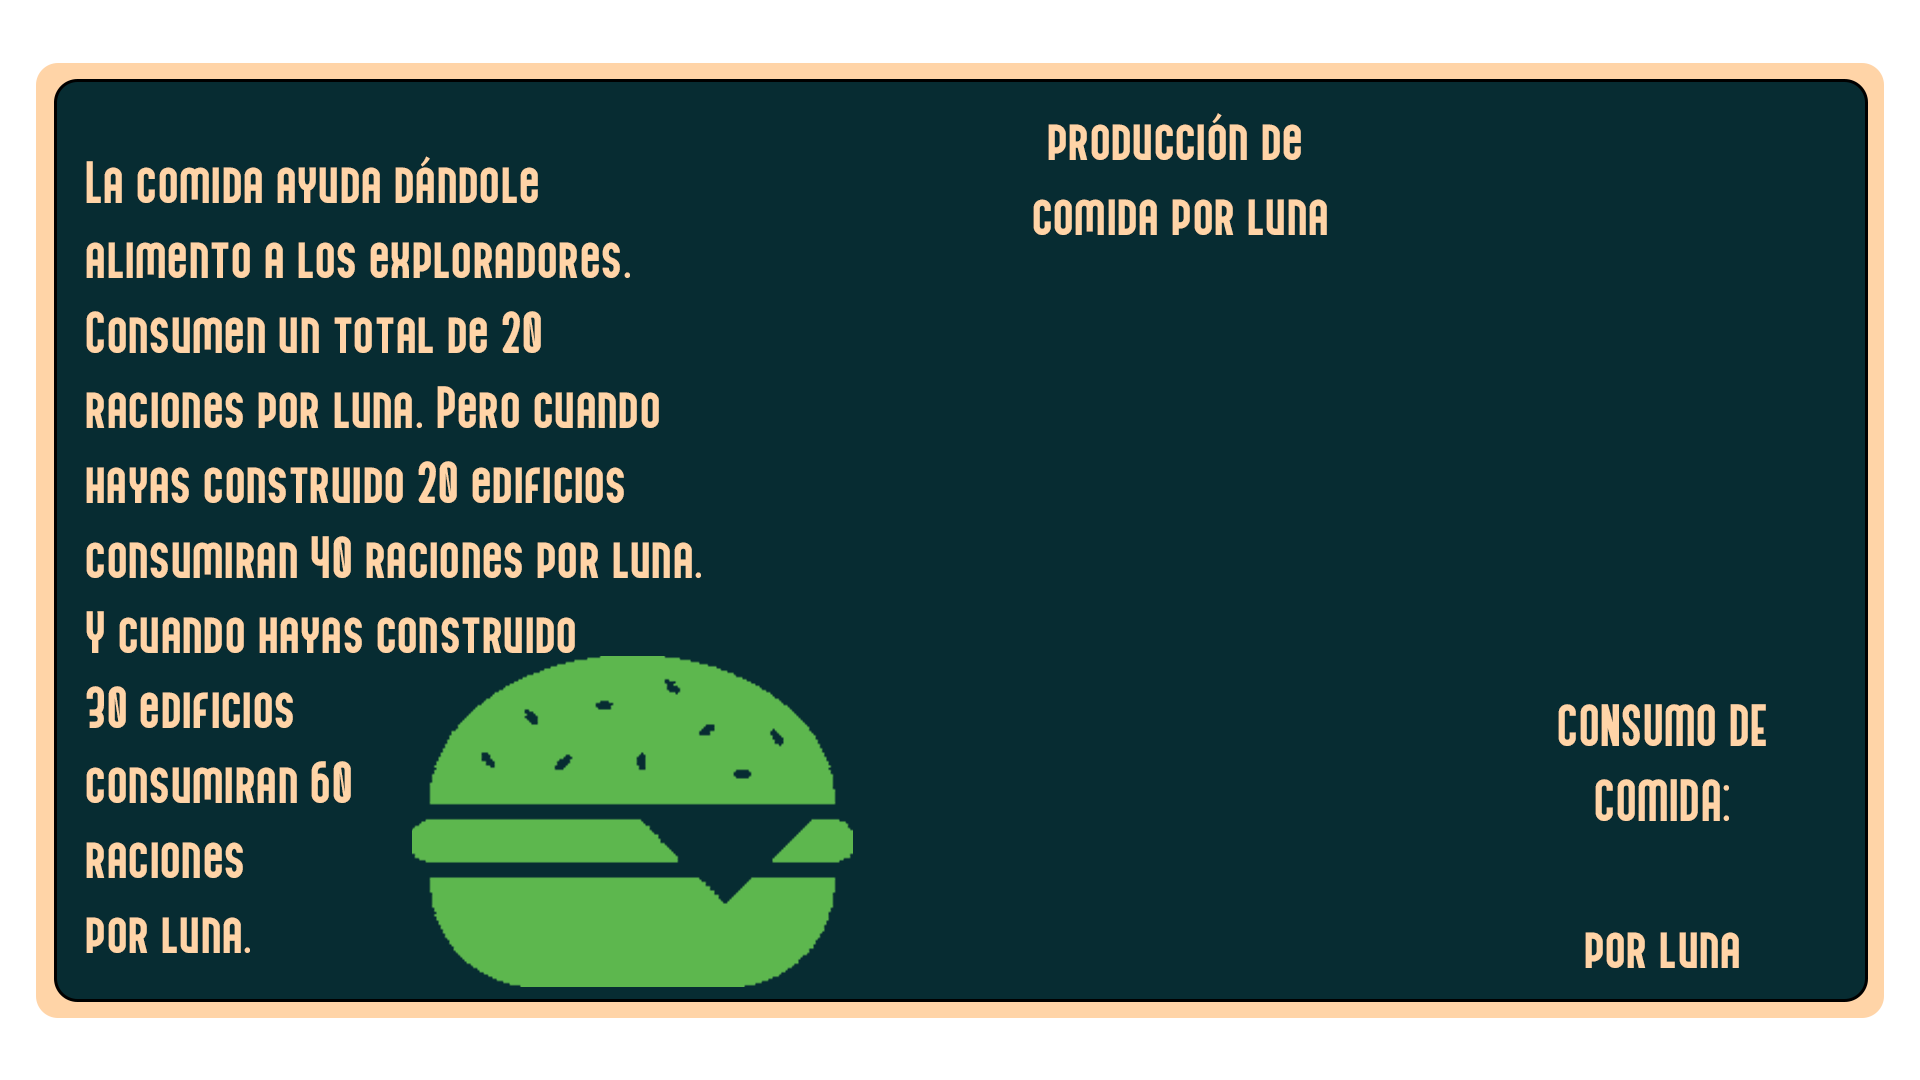 La comida ayuda dándole
alimento a los exploradores.
Consumen un total de 20
raciones por luna. Pero cuando
hayas construido 20 edificios
consumiran 40 raciones por luna.
Y cuando hayas construido
30 edificios
consumiran 60
raciones
por luna.
producción de
comida por luna
CONSUMO DE
COMIDA:
por luna